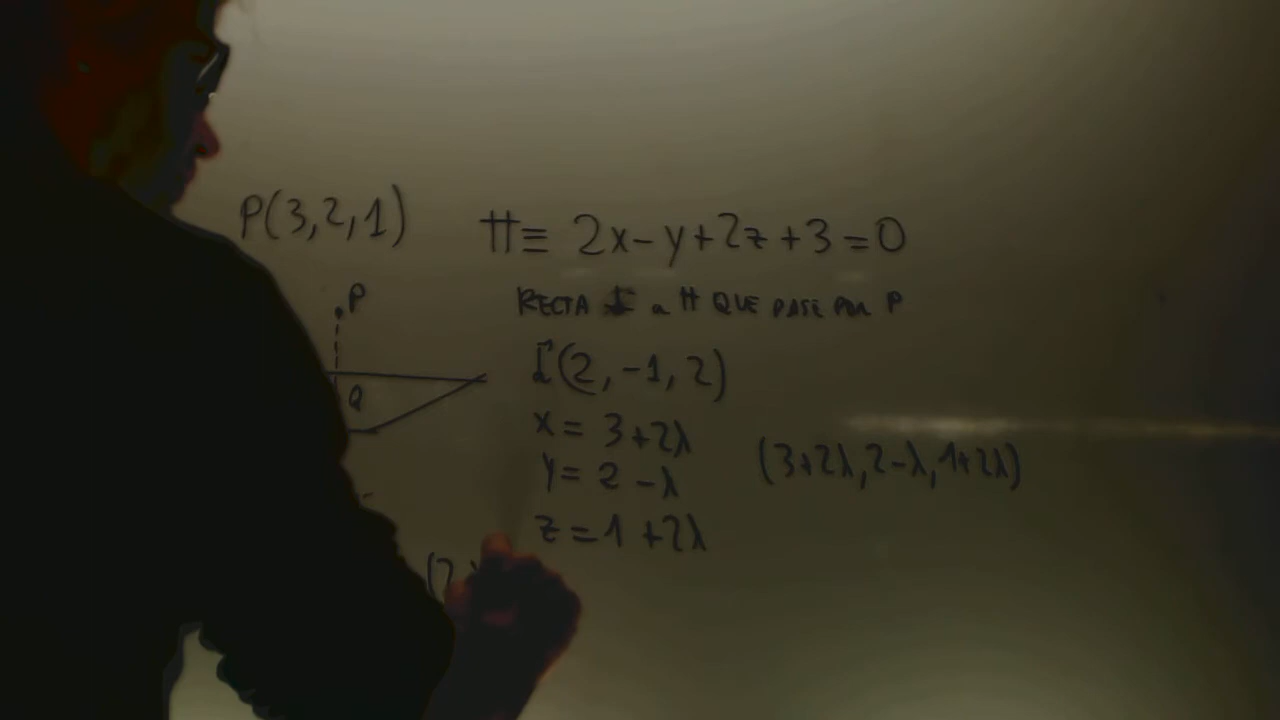 P(3,2,1)
π≡ 2x-y+2z+3=0
RECTA ⊥ a π QUE PASE POR P
P
Q
d⃗(2,-1,2)
x=3+2λ
y=2-λ
z=1+2λ
(3+2λ,2-λ,1+2λ)